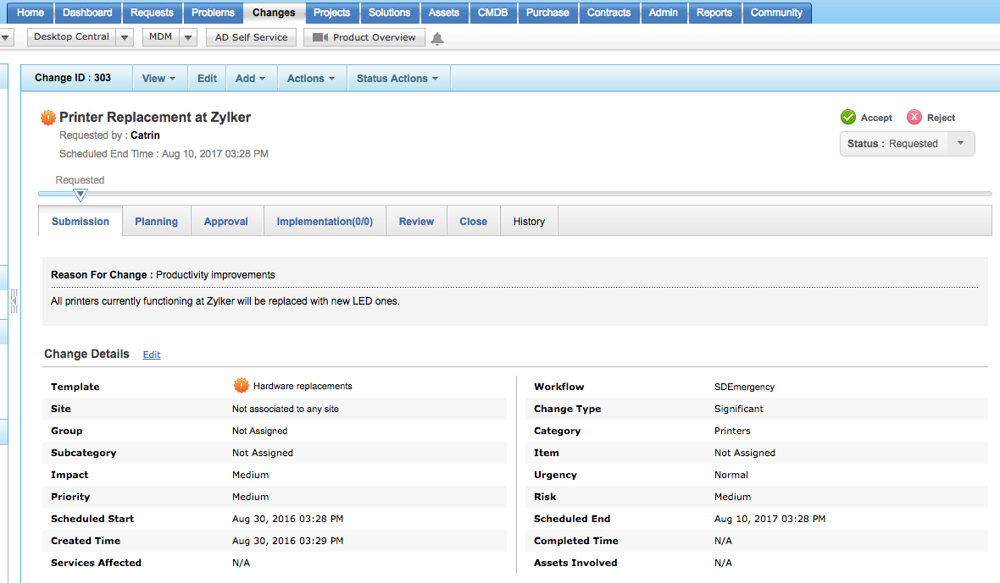 Home Dashboard Requests Problems Changes Projects Solutions Assets CMDB Purchase Contracts Admin Reports Community
Desktop Central MDM AD Self Service Product Overview
Change ID : 303 View Edit Add Actions Status Actions
Printer Replacement at Zylker
Accept Reject
Requested by : Catrin
Status : Requested
Scheduled End Time : Aug 10, 2017 03:28 PM
Requested
Submission Planning Approval Implementation(0/0) Review Close History
Reason For Change : Productivity improvements
All printers currently functioning at Zylker will be replaced with new LED ones.
Change Details Edit
Template Hardware replacements Workflow SDEmergency
Site Not associated to any site Change Type Significant
Group Not Assigned Category Printers
Subcategory Not Assigned Item Not Assigned
Impact Medium Urgency Normal
Priority Medium Risk Medium
Scheduled Start Aug 30, 2016 03:28 PM Scheduled End Aug 10, 2017 03:28 PM
Created Time Aug 30, 2016 03:29 PM Completed Time N/A
Services Affected N/A Assets Involved N/A